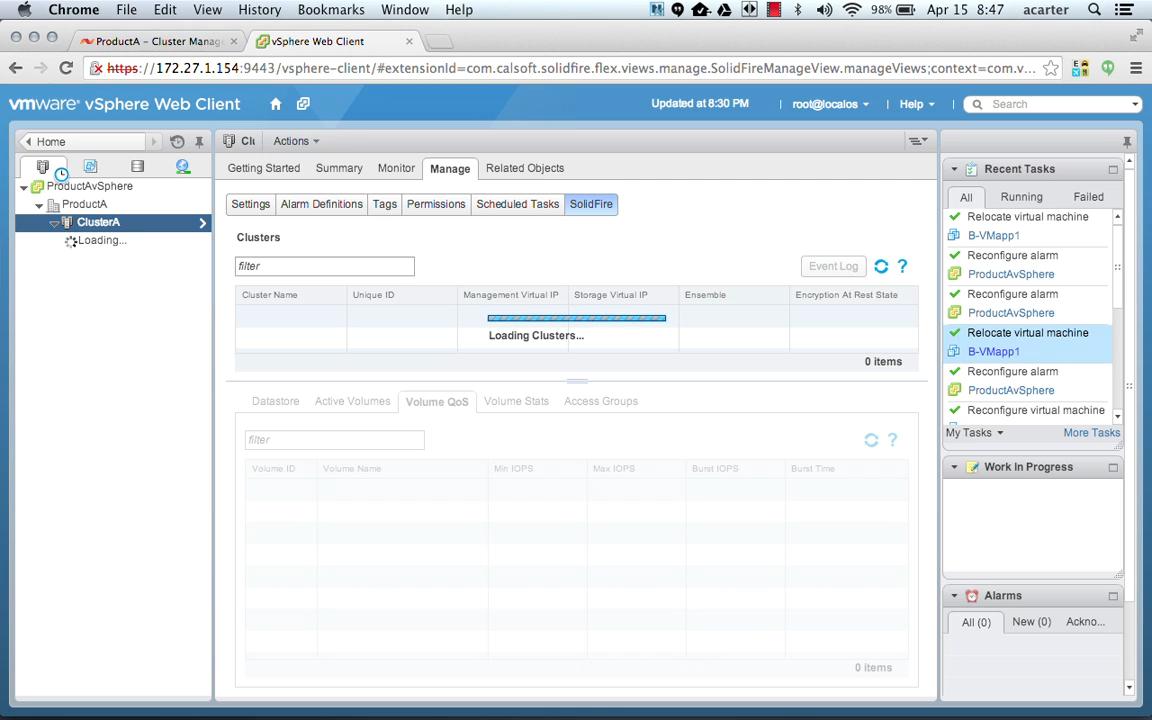 Chrome File Edit View History Bookmarks Window Help 98% Apr 15 8:47 acarter
ProductA – Cluster Manag
vSphere Web Client
https://172.27.1.154:9443/vsphere-client/#extensionId=com.calsoft.solidfire.flex.views.manage.SolidFireManageView.manageViews;context=com.v...
vmware vSphere Web Client
Updated at 8:30 PM
root@localos
Help
Search
Home
ProductAvSphere
ProductA
ClusterA
Loading...
Clu
Actions
Getting Started Summary Monitor Manage Related Objects
Settings Alarm Definitions Tags Permissions Scheduled Tasks SolidFire
Clusters
filter
Event Log
?
Cluster Name Unique ID Management Virtual IP Storage Virtual IP Ensemble Encryption At Rest State
Loading Clusters...
0 items
Datastore Active Volumes Volume QoS Volume Stats Access Groups
filter
?
Volume ID Volume Name Min IOPS Max IOPS Burst IOPS Burst Time
0 items
Recent Tasks
All Running Failed
Relocate virtual machine
B-VMapp1
Reconfigure alarm
ProductAvSphere
Reconfigure alarm
ProductAvSphere
Relocate virtual machine
B-VMapp1
Reconfigure alarm
ProductAvSphere
Reconfigure virtual machine
My Tasks
More Tasks
Work In Progress
Alarms
All (0) New (0) Ackno...